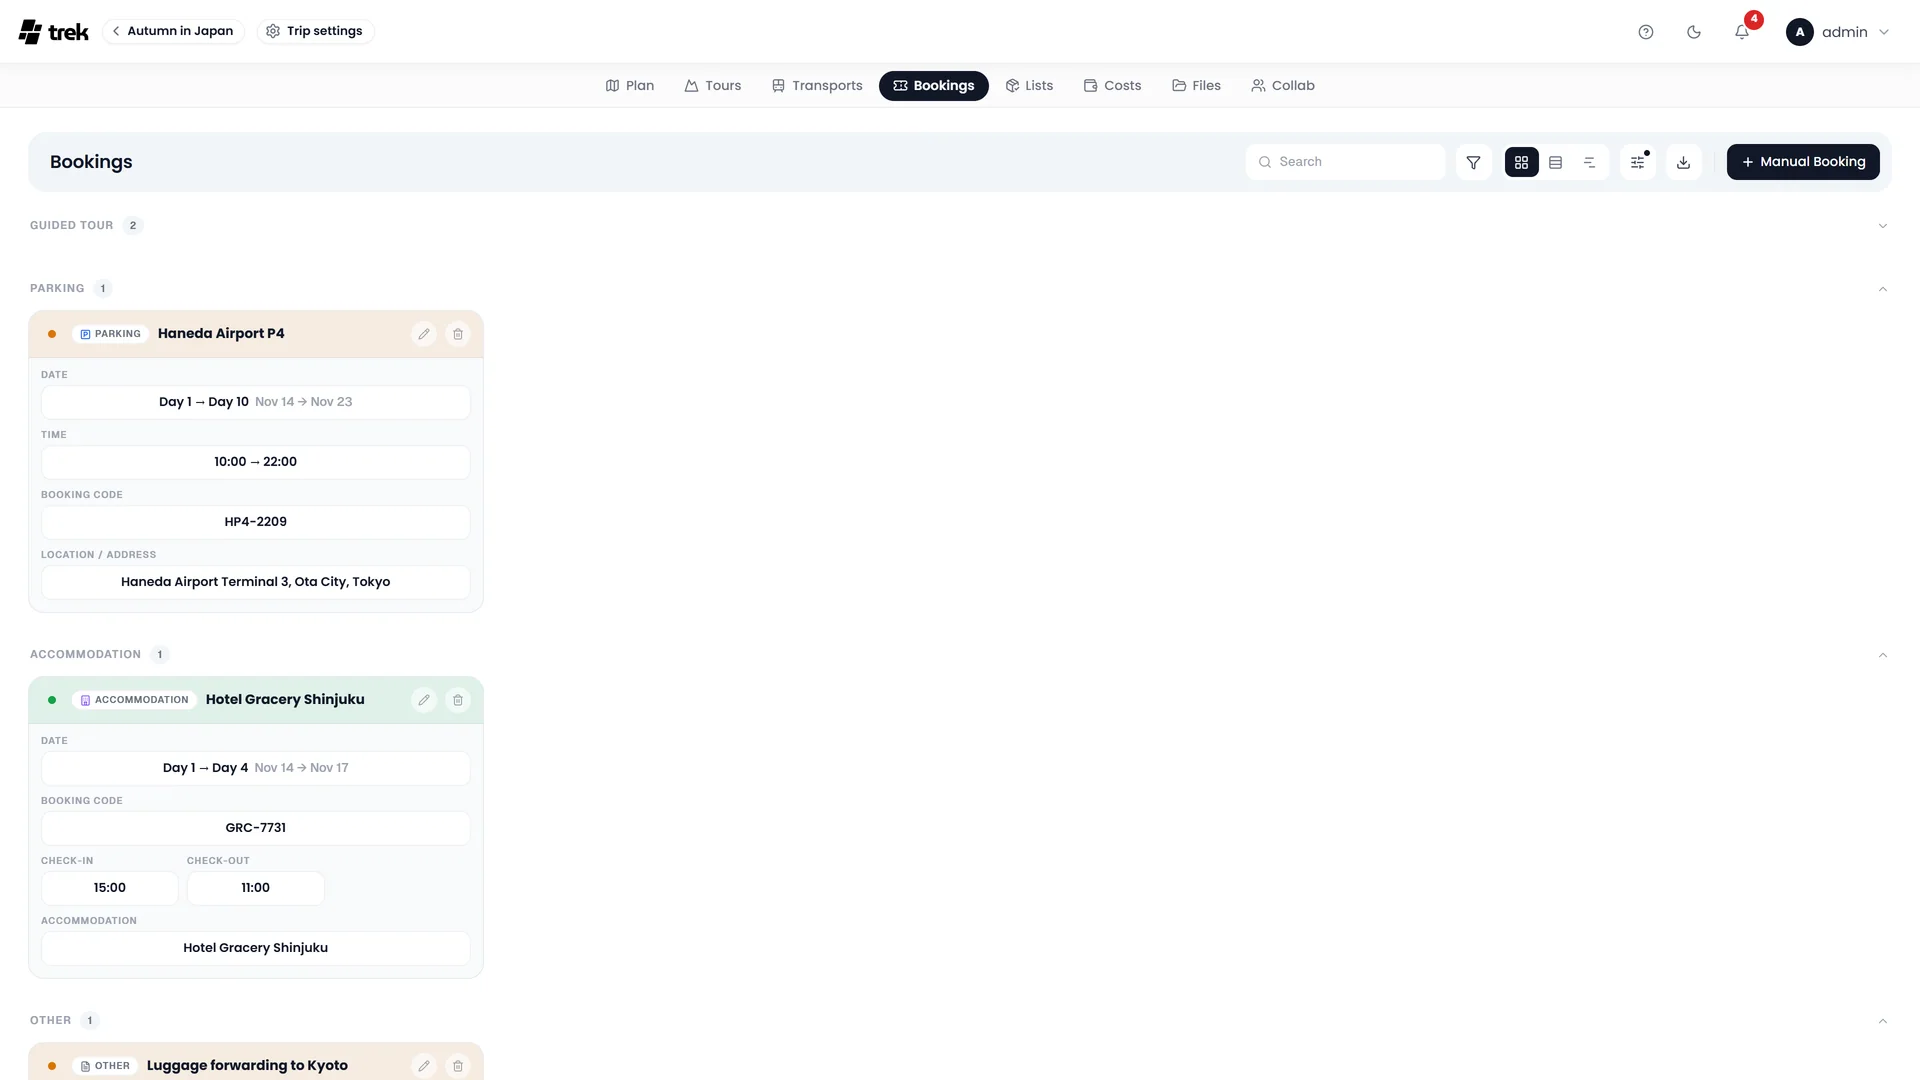 trek
Autumn in Japan
Trip settings
4
A
admin
Plan
Tours
Transports
Bookings
Lists
Costs
Files
Collab
Bookings
Search
+ Manual Booking
GUIDED TOUR 2
PARKING 1
PARKING Haneda Airport P4
DATE
Day 1 → Day 10 Nov 14 → Nov 23
TIME
10:00 → 22:00
BOOKING CODE
HP4-2209
LOCATION / ADDRESS
Haneda Airport Terminal 3, Ota City, Tokyo
ACCOMMODATION 1
ACCOMMODATION Hotel Gracery Shinjuku
DATE
Day 1 → Day 4 Nov 14 → Nov 17
BOOKING CODE
GRC-7731
CHECK-IN CHECK-OUT
15:00 11:00
ACCOMMODATION
Hotel Gracery Shinjuku
OTHER 1
OTHER Luggage forwarding to Kyoto